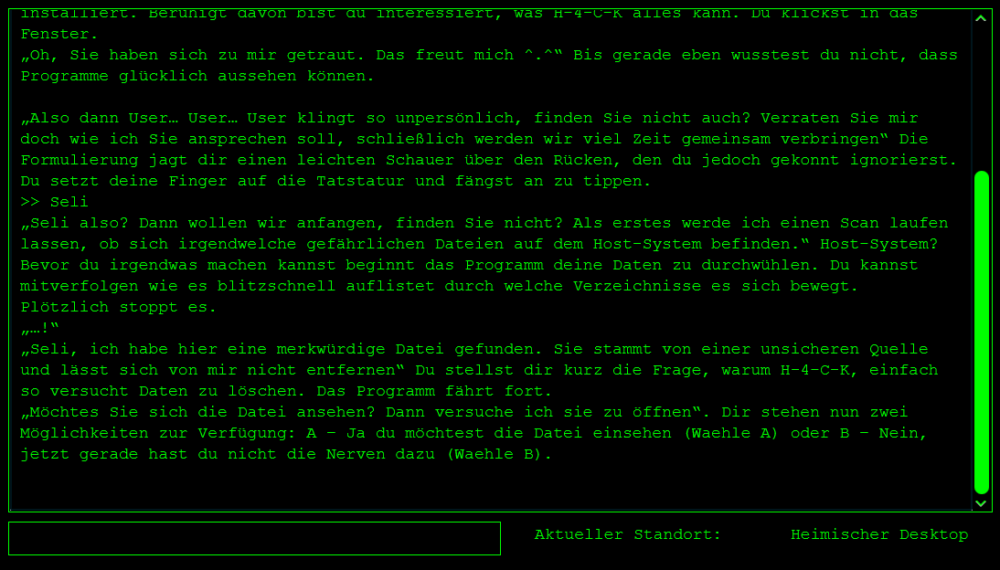 installiert. Beruhigt davon bist du interessiert, was H-4-C-K alles kann. Du klickst in das
Fenster.
„Oh, Sie haben sich zu mir getraut. Das freut mich ^.^“ Bis gerade eben wusstest du nicht, dass
Programme glücklich aussehen können.
„Also dann User… User… User klingt so unpersönlich, finden Sie nicht auch? Verraten Sie mir
doch wie ich Sie ansprechen soll, schließlich werden wir viel Zeit gemeinsam verbringen“ Die
Formulierung jagt dir einen leichten Schauer über den Rücken, den du jedoch gekonnt ignorierst.
Du setzt deine Finger auf die Tatstatur und fängst an zu tippen.
>> Seli
„Seli also? Dann wollen wir anfangen, finden Sie nicht? Als erstes werde ich einen Scan laufen
lassen, ob sich irgendwelche gefährlichen Dateien auf dem Host-System befinden.“ Host-System?
Bevor du irgendwas machen kannst beginnt das Programm deine Daten zu durchwühlen. Du kannst
mitverfolgen wie es blitzschnell auflistet durch welche Verzeichnisse es sich bewegt.
Plötzlich stoppt es.
„…!“
„Seli, ich habe hier eine merkwürdige Datei gefunden. Sie stammt von einer unsicheren Quelle
und lässt sich von mir nicht entfernen“ Du stellst dir kurz die Frage, warum H-4-C-K, einfach
so versucht Daten zu löschen. Das Programm fährt fort.
„Möchtes Sie sich die Datei ansehen? Dann versuche ich sie zu öffnen“. Dir stehen nun zwei
Möglichkeiten zur Verfügung: A – Ja du möchtest die Datei einsehen (Waehle A) oder B – Nein,
jetzt gerade hast du nicht die Nerven dazu (Waehle B).
Aktueller Standort: Heimischer Desktop